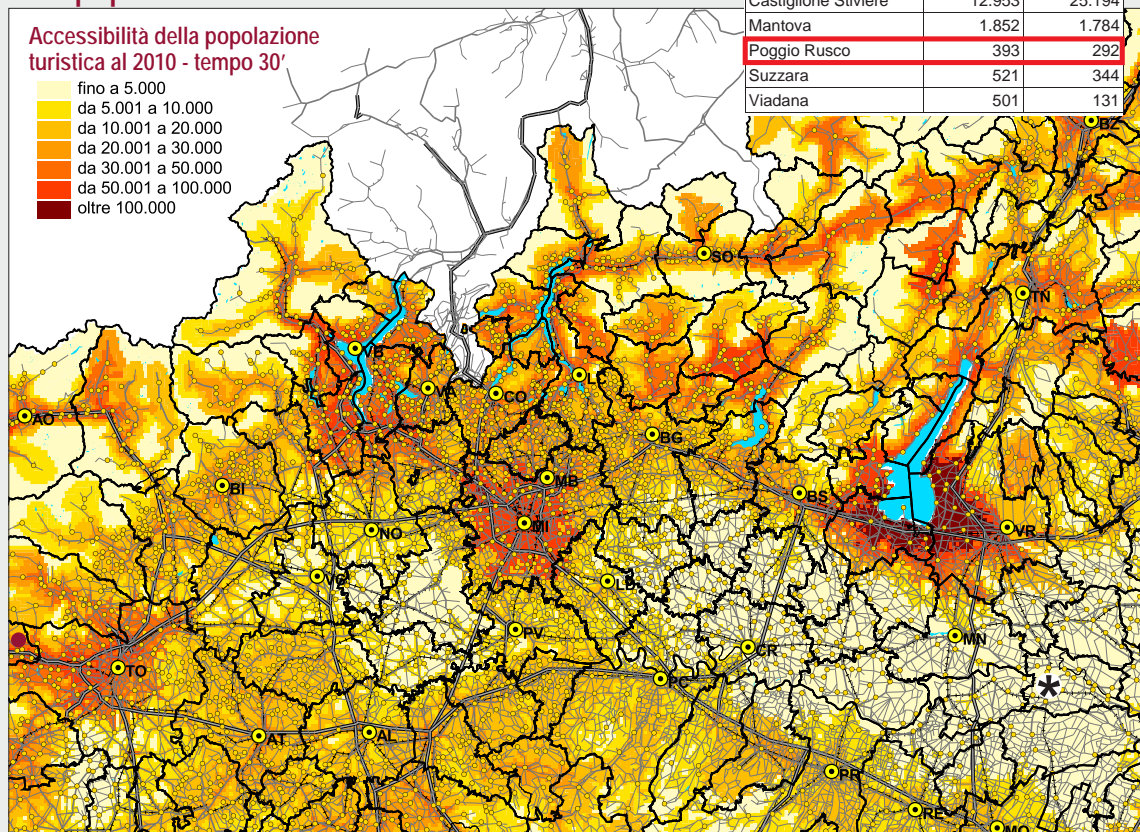 Accessibilità della popolazione
turistica al 2010 - tempo 30'
fino a 5.000
da 5.001 a 10.000
da 10.001 a 20.000
da 20.001 a 30.000
da 30.001 a 50.000
da 50.001 a 100.000
oltre 100.000
Castiglione Stiviere 12.953 25.194
Mantova 1.852 1.784
Poggio Rusco 393 292
Suzzara 521 344
Viadana 501 131
BZ
SO
TN
LC
VA
CO
AO
BG
MB
BI
BS
MI
NO
VR
VC
LO
PV
MN
CR
TO
PC
AT
AL
PR
RE
*